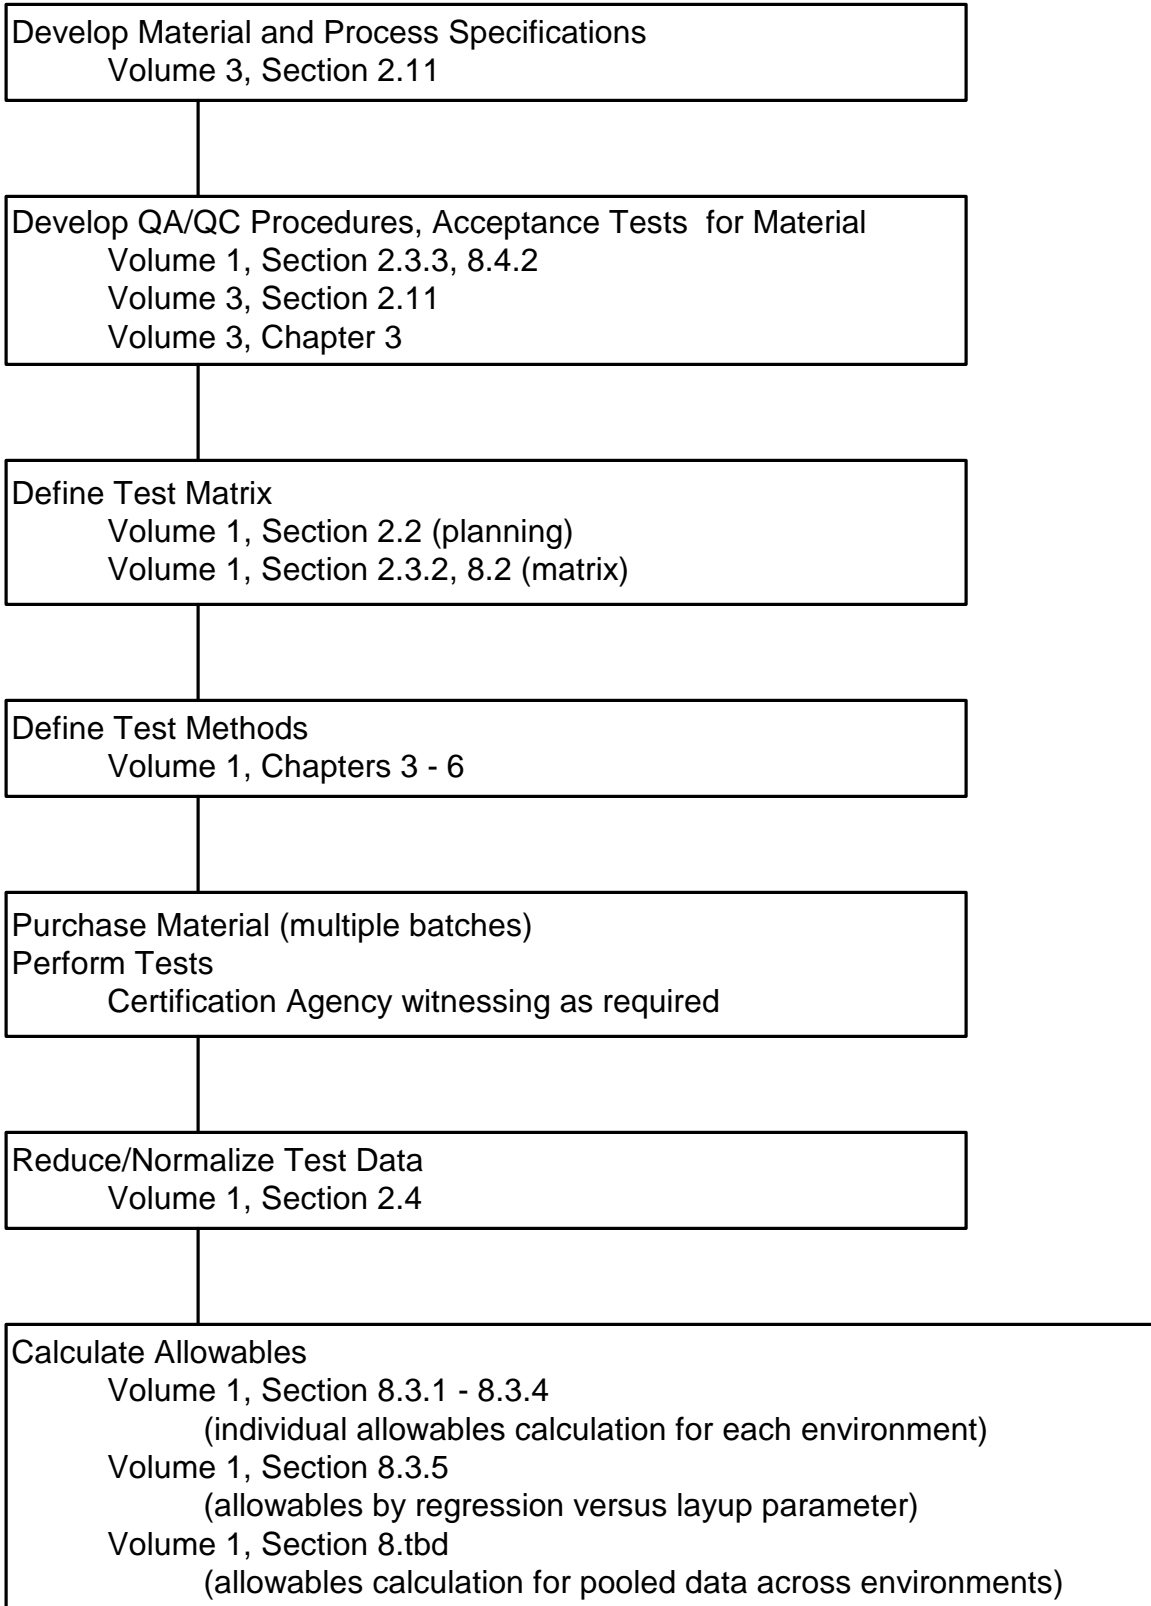 Develop Material and Process Specifications
Volume 3, Section 2.11
Develop QA/QC Procedures, Acceptance Tests  for Material
Volume 1, Section 2.3.3, 8.4.2
Volume 3, Section 2.11
Volume 3, Chapter 3
Define Test Matrix
Volume 1, Section 2.2 (planning)
Volume 1, Section 2.3.2, 8.2 (matrix)
Define Test Methods
Volume 1, Chapters 3 - 6
Purchase Material (multiple batches)
Perform Tests
Certification Agency witnessing as required
Reduce/Normalize Test Data
Volume 1, Section 2.4
Calculate Allowables
Volume 1, Section 8.3.1 - 8.3.4
(individual allowables calculation for each environment)
Volume 1, Section 8.3.5
(allowables by regression versus layup parameter)
Volume 1, Section 8.tbd
(allowables calculation for pooled data across environments)